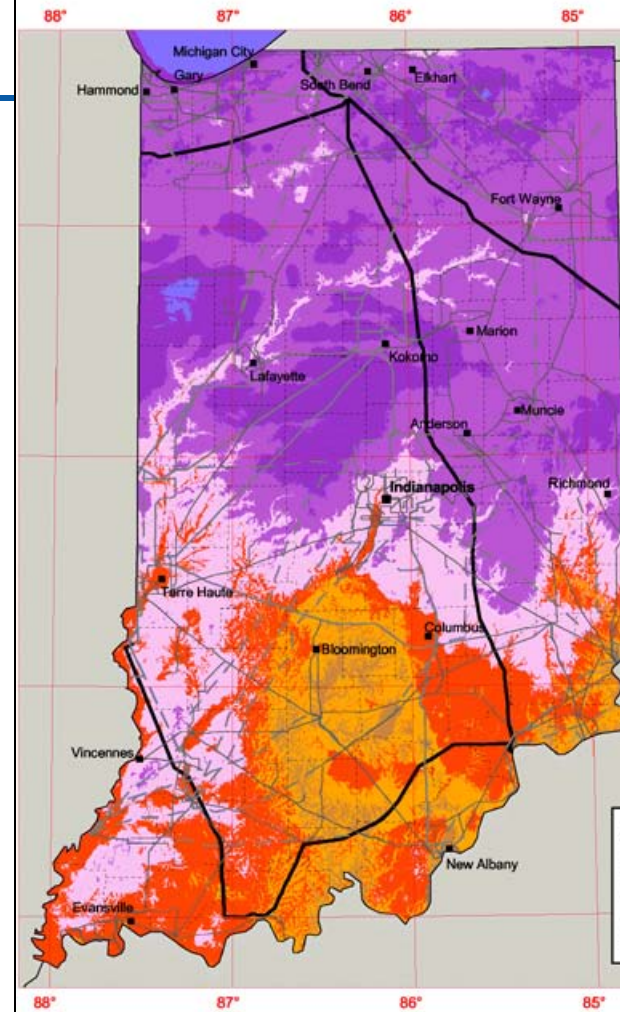 88° 87° 86° 85°
Michigan City
South Bend
Elkhart
Gary
Hammond
Fort Wayne
Marion
Kokomo
Lafayette
Muncie
Anderson
Richmond
Indianapolis
Terre Haute
Columbus
Bloomington
Vincennes
New Albany
Evansville
88° 87° 86° 85°